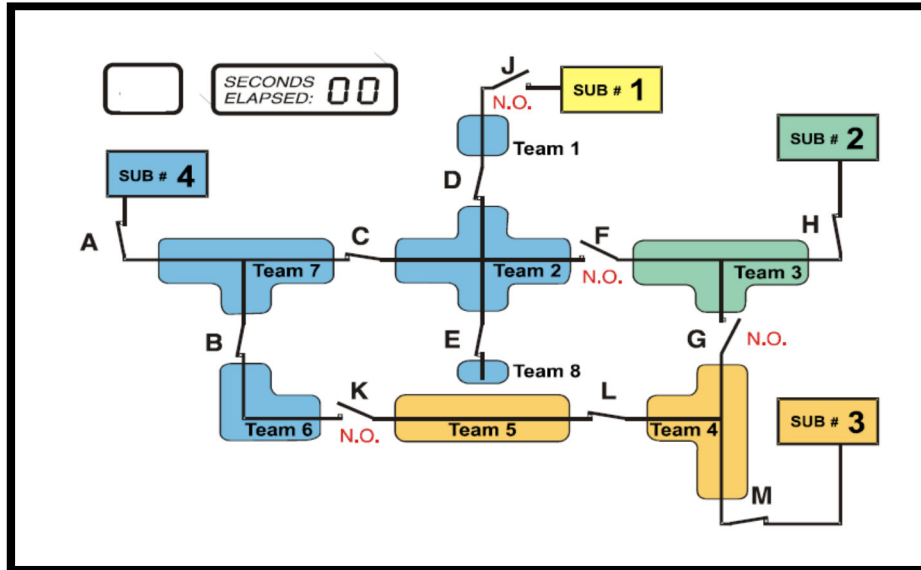 SECONDS
ELAPSED: 00
J
N.O.
SUB # 1
Team 1
SUB # 2
SUB # 4
D
A
C
F
H
Team 7
Team 2
N.O.
Team 3
B
E
G
N.O.
Team 8
K
L
Team 6
N.O.
Team 5
Team 4
SUB # 3
M